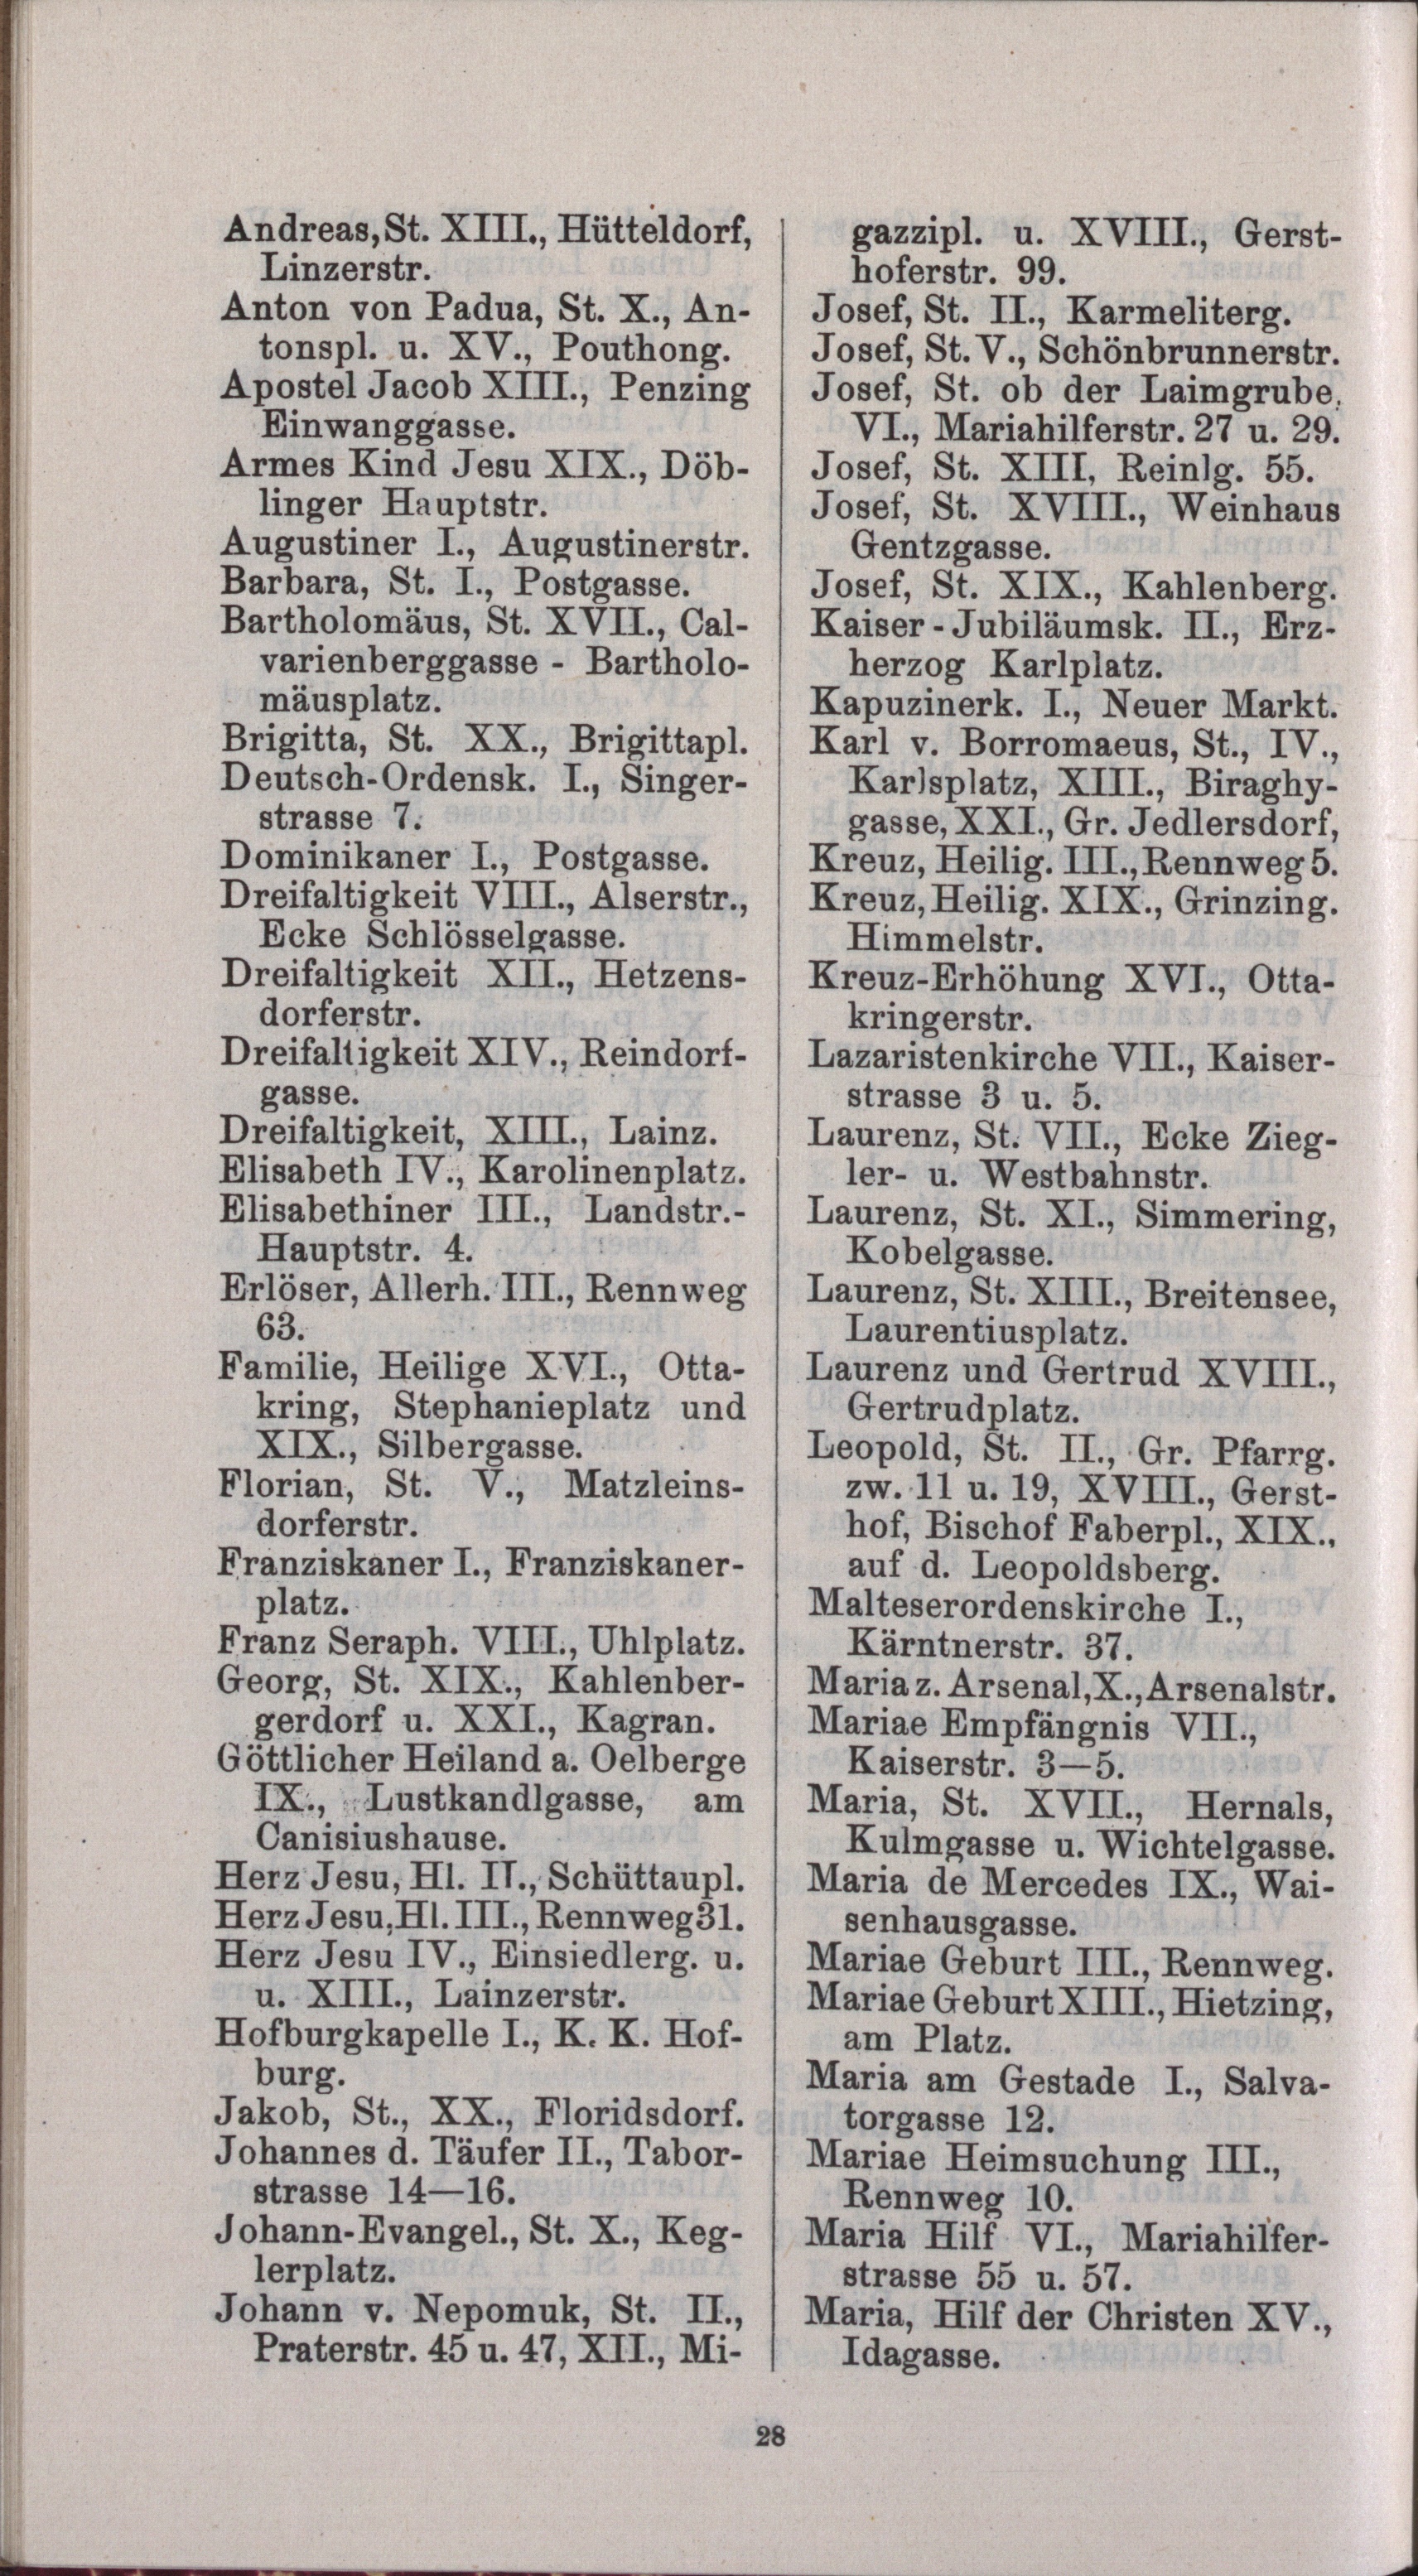 Andreas, St. XIII., Hütteldorf,
Linzerstr.
Anton von Padua, St. X., An-
tonspl. u. XV., Pouthong.
Apostel Jacob XIII., Penzing
Einwanggasse.
Armes Kind Jesu XIX., Döb-
linger Hauptstr.
Augustiner I., Augustinerstr.
Barbara, St. I., Postgasse.
Bartholomäus, St. XVII., Cal-
varienberggasse - Bartholo-
mäusplatz.
Brigitta, St. XX., Brigittapl.
Deutsch-Ordensk. I., Singer-
strasse 7.
Dominikaner I., Postgasse.
Dreifaltigkeit VIII., Alserstr.,
Ecke Schlösselgasse.
Dreifaltigkeit XII., Hetzens-
dorferstr.
Dreifaltigkeit XIV., Reindorf-
gasse.
Dreifaltigkeit, XIII., Lainz.
Elisabeth IV., Karolinenplatz.
Elisabethiner III., Landstr.-
Hauptstr. 4.
Erlöser, Allerh. III., Rennweg
63.
Familie, Heilige XVI., Otta-
kring, Stephanieplatz und
XIX., Silbergasse.
Florian, St. V., Matzleins-
dorferstr.
Franziskaner I., Franziskaner-
platz.
Franz Seraph. VIII., Uhlplatz.
Georg, St. XIX., Kahlenber-
gerdorf u. XXI., Kagran.
Göttlicher Heiland a. Oelberge
IX., Lustkandlgasse, am
Canisiushause.
Herz Jesu, Hl. II., Schüttaupl.
Herz Jesu, Hl. III., Rennweg 31.
Herz Jesu IV., Einsiedlerg. u.
u. XIII., Lainzerstr.
Hofburgkapelle I., K. K. Hof-
burg.
Jakob, St., XX., Floridsdorf.
Johannes d. Täufer II., Tabor-
strasse 14—16.
Johann-Evangel., St. X., Keg-
lerplatz.
Johann v. Nepomuk, St. II.,
Praterstr. 45 u. 47, XII., Mi-
gazzipl. u. XVIII., Gerst-
hoferstr. 99.
Josef, St. II., Karmeliterg.
Josef, St. V., Schönbrunnerstr.
Josef, St. ob der Laimgrube,
VI., Mariahilferstr. 27 u. 29.
Josef, St. XIII, Reinlg. 55.
Josef, St. XVIII., Weinhaus
Gentzgasse.
Josef, St. XIX., Kahlenberg.
Kaiser - Jubiläumsk. II., Erz-
herzog Karlplatz.
Kapuzinerk. I., Neuer Markt.
Karl v. Borromaeus, St., IV.,
Karlsplatz, XIII., Biraghy-
gasse, XXI., Gr. Jedlersdorf,
Kreuz, Heilig. III., Rennweg 5.
Kreuz, Heilig. XIX., Grinzing.
Himmelstr.
Kreuz-Erhöhung XVI., Otta-
kringerstr.
Lazaristenkirche VII., Kaiser-
strasse 3 u. 5.
Laurenz, St. VII., Ecke Zieg-
ler- u. Westbahnstr.
Laurenz, St. XI., Simmering,
Kobelgasse.
Laurenz, St. XIII., Breitensee,
Laurentiusplatz.
Laurenz und Gertrud XVIII.,
Gertrudplatz.
Leopold, St. II., Gr. Pfarrg.
zw. 11 u. 19, XVIII., Gerst-
hof, Bischof Faberpl., XIX.,
auf d. Leopoldsberg.
Malteserordenskirche I.,
Kärntnerstr. 37.
Maria z. Arsenal, X., Arsenalstr.
Mariae Empfängnis VII.,
Kaiserstr. 3—5.
Maria, St. XVII., Hernals,
Kulmgasse u. Wichtelgasse.
Maria de Mercedes IX., Wai-
senhausgasse.
Mariae Geburt III., Rennweg.
Mariae Geburt XIII., Hietzing,
am Platz.
Maria am Gestade I., Salva-
torgasse 12.
Mariae Heimsuchung III.,
Rennweg 10.
Maria Hilf VI., Mariahilfer-
strasse 55 u. 57.
Maria, Hilf der Christen XV.,
Idagasse.
28